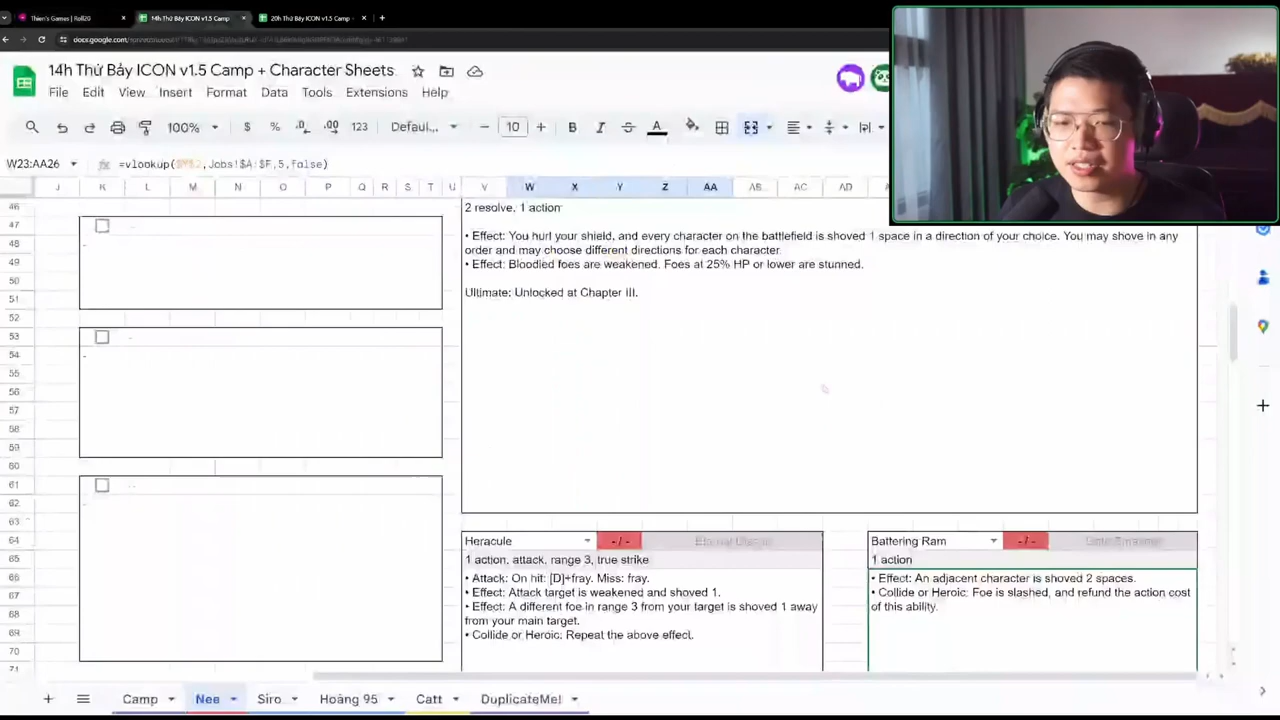 Thien's Games | Roll20
14h Thứ Bảy ICON v1.5 Camp
20h Thứ Bảy ICON v1.5 Camp
docs.google.com/
14h Thứ Bảy ICON v1.5 Camp + Character Sheets
File Edit View Insert Format Data Tools Extensions Help
100% $ % .0 .00 123 Defaul... 10 B I A
W23:AA26 =vlookup($Y$2,Jobs!$A:$F,5,false)
J K L M N O P Q R S T U V W X Y Z AA AB AC AD
46
47
48
49
50
51
52
53
54
55
56
57
58
59
60
61
62
63
64
65
66
67
68
69
70
71
2 resolve, 1 action
• Effect: You hurl your shield, and every character on the battlefield is shoved 1 space in a direction of your choice. You may shove in any
order and may choose different directions for each character.
• Effect: Bloodied foes are weakened. Foes at 25% HP or lower are stunned.
Ultimate: Unlocked at Chapter III.
Heracule - / -
1 action, attack, range 3, true strike
• Attack: On hit: [D]+fray. Miss: fray.
• Effect: Attack target is weakened and shoved 1.
• Effect: A different foe in range 3 from your target is shoved 1 away
from your main target.
• Collide or Heroic: Repeat the above effect.
Battering Ram - / -
1 action
• Effect: An adjacent character is shoved 2 spaces.
• Collide or Heroic: Foe is slashed, and refund the action cost
of this ability.
Camp Nee Siro Hoàng 95 Catt DuplicateMe!